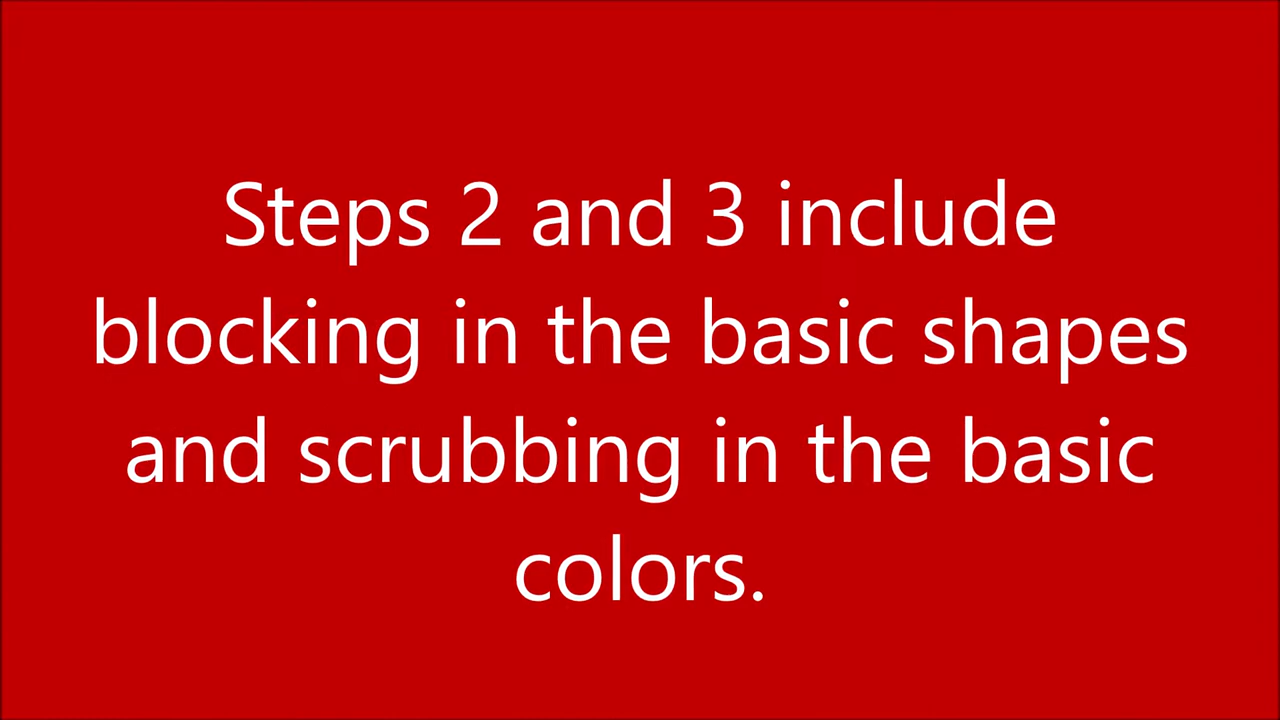 Steps 2 and 3 include
blocking in the basic shapes
and scrubbing in the basic
colors.